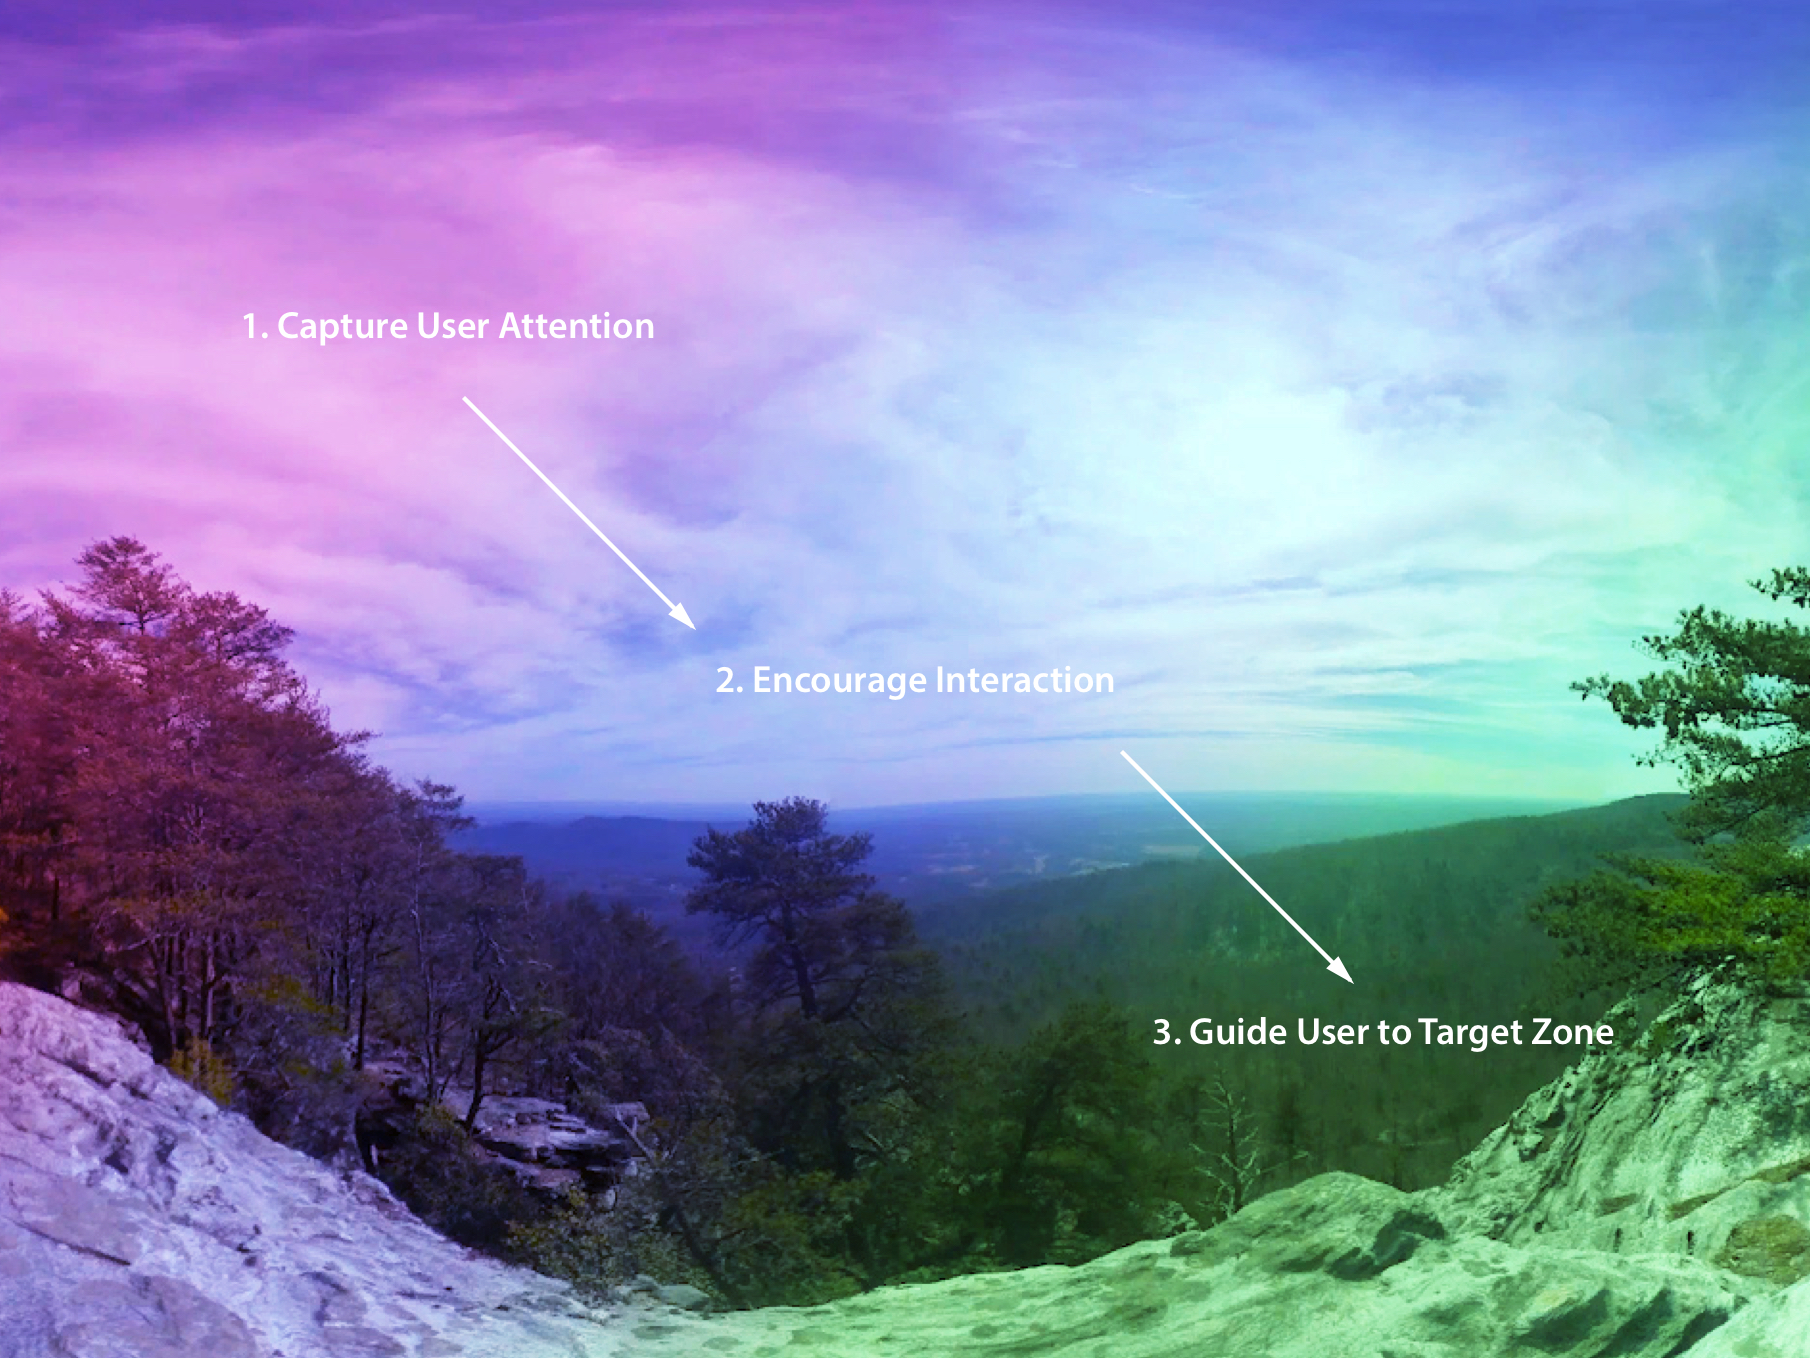 1. Capture User Attention
2. Encourage Interaction
3. Guide User to Target Zone